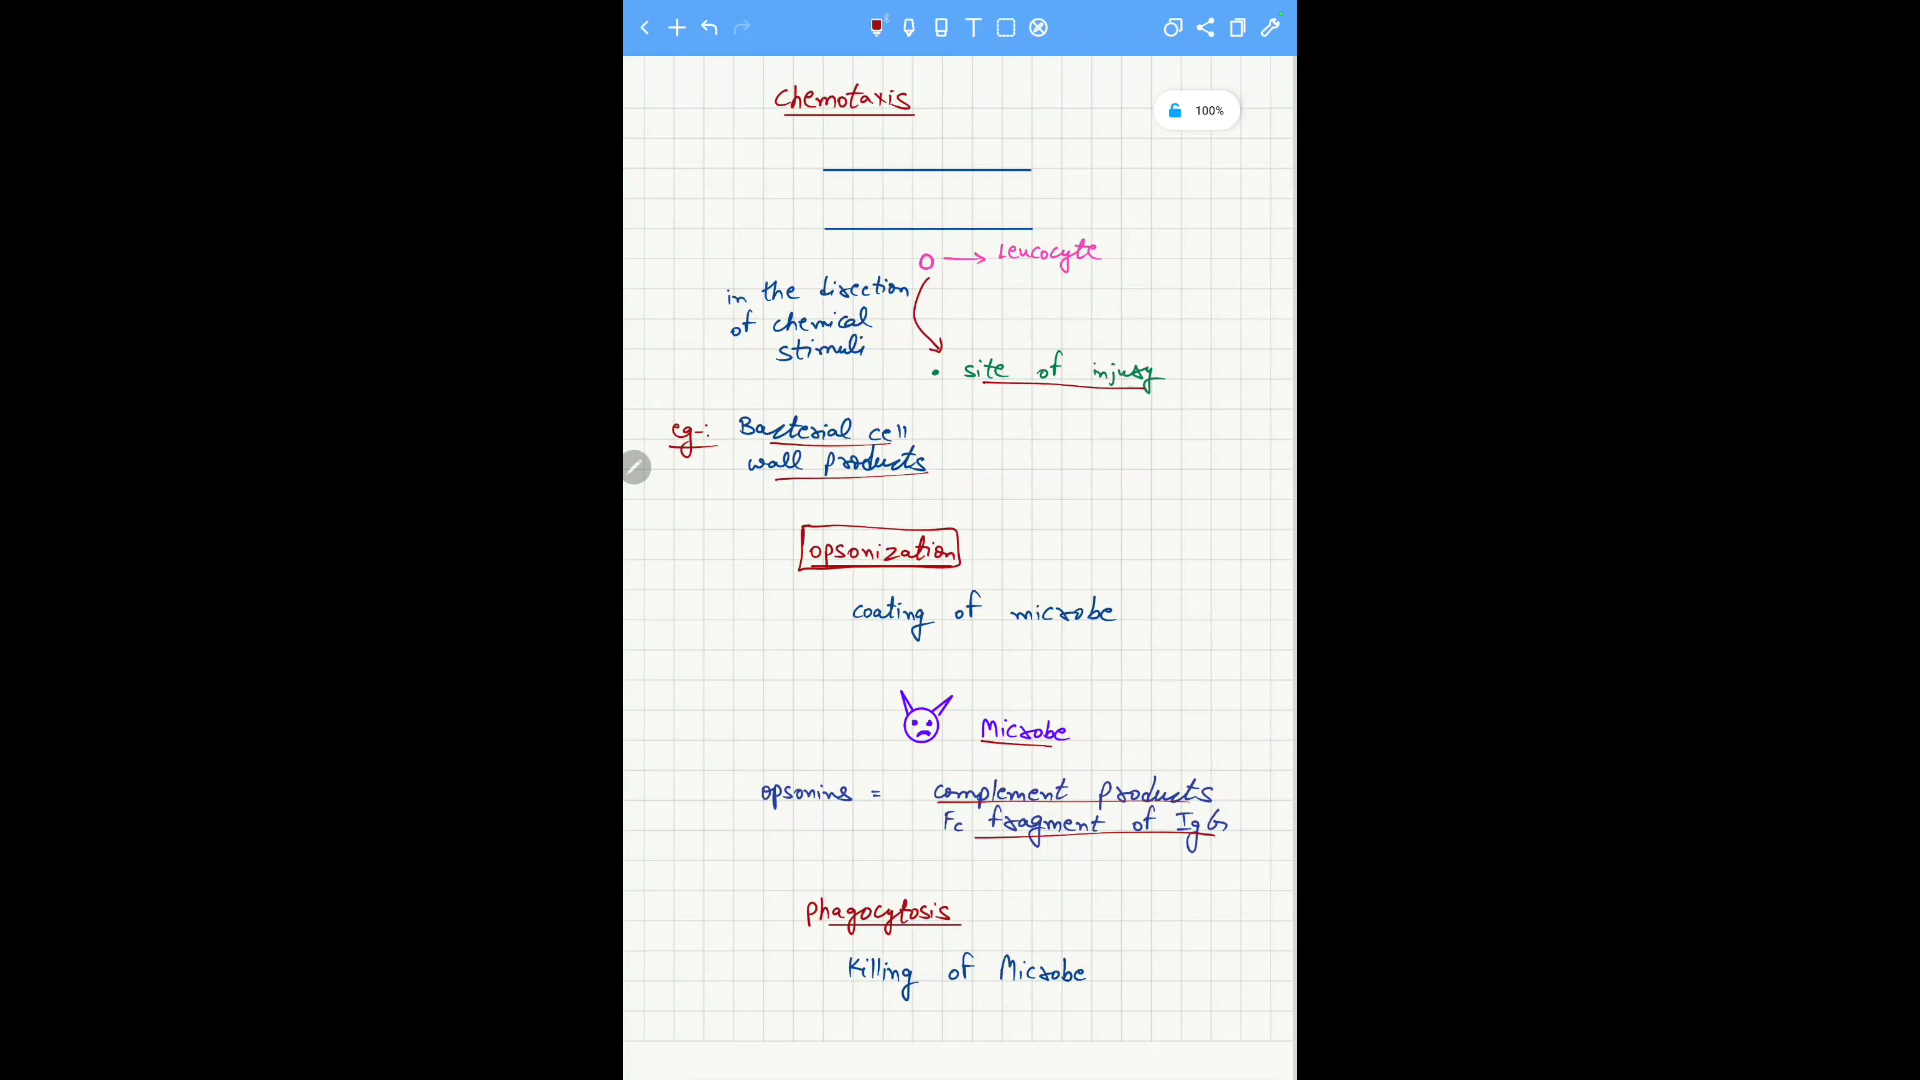 100%
Chemotaxis
Leucocyte
in the direction
of chemical
stimuli
• site of injury
eg-: Bacterial cell
wall products
opsonization
coating of microbe
Microbe
opsonins = complement products
Fc fragment of IgG
Phagocytosis
Killing of Microbe